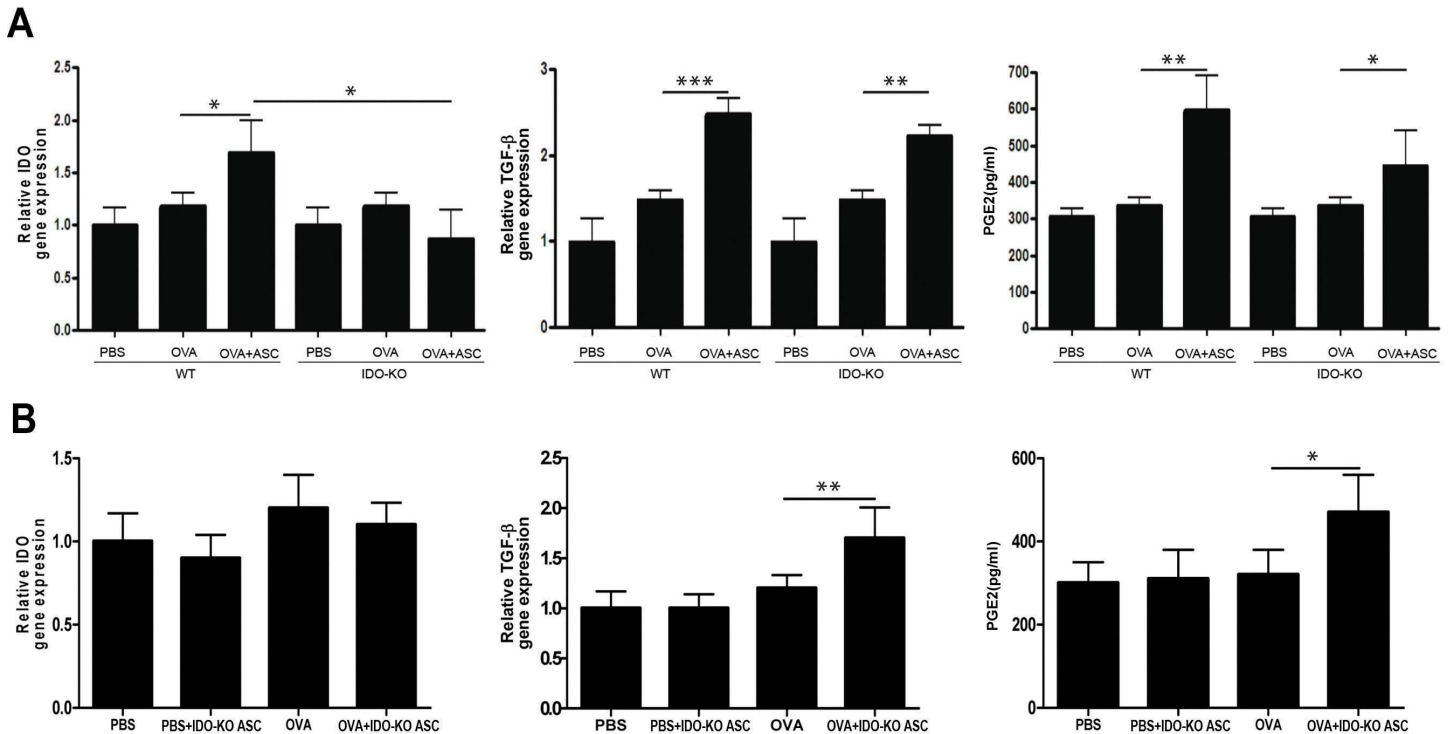 A
Relative IDO
gene expression
2.5
2.0
1.5
1.0
0.5
0.0
*
*
PBS OVA OVA+ASC PBS OVA OVA+ASC
WT IDO-KO
Relative TGF-β
gene expression
3
2
1
0
***
**
PBS OVA OVA+ASC PBS OVA OVA+ASC
WT IDO-KO
PGE2(pg/ml)
700
600
500
400
300
200
100
0
**
*
PBS OVA OVA+ASC PBS OVA OVA+ASC
WT IDO-KO
B
Relative IDO
gene expression
1.5
1.0
0.5
0.0
PBS PBS+IDO-KO ASC OVA OVA+IDO-KO ASC
Relative TGF-β
gene expression
25
2.0
1.5
1.0
0.5
0.0
**
PBS PBS+IDO-KO ASC OVA OVA+IDO-KO ASC
PGE2(pg/ml)
600
400
200
0
*
PBS PBS+IDO-KO ASC OVA OVA+IDO-KO ASC